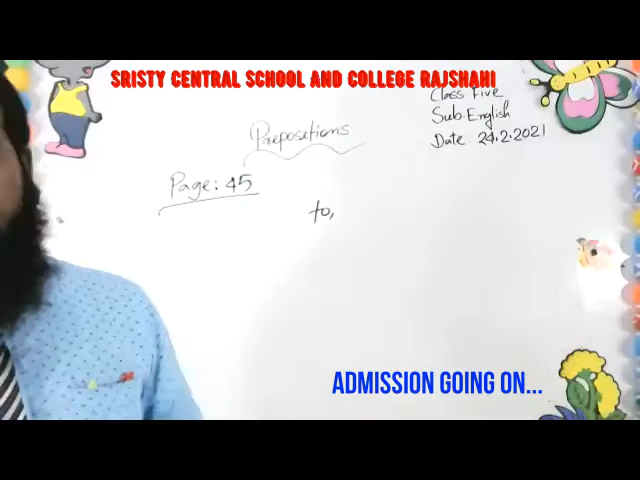 SRISTY CENTRAL SCHOOL AND COLLEGE RAJSHAHI
Class Five
Sub: English
Date 24.2.2021
Prepositions
Page: 45
to,
ADMISSION GOING ON...